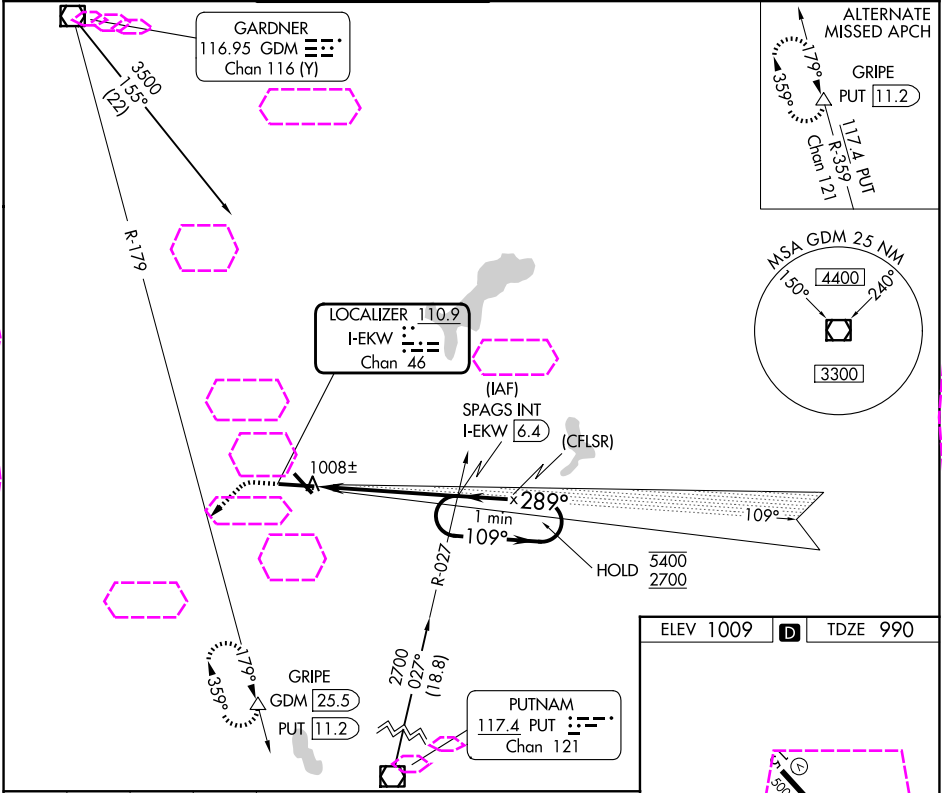 GARDNER
116.95 GDM
Chan 116 (Y)
3500
155°
(22)
R-179
ALTERNATE
MISSED APCH
179°
359°
GRIPE
PUT 11.2
117.4 PUT
R-359
Chan 121
MSA GDM 25 NM
150°
240°
4400
3300
LOCALIZER 110.9
I-EKW
Chan 46
(IAF)
SPAGS INT
I-EKW 6.4
(CFLSR)
1008±
289°
1 min
109°
109°
HOLD 5400
2700
R-027
2700
027°
(18.8)
179°
359°
GRIPE
GDM 25.5
PUT 11.2
PUTNAM
117.4 PUT
Chan 121
ELEV 1009 D TDZE 990